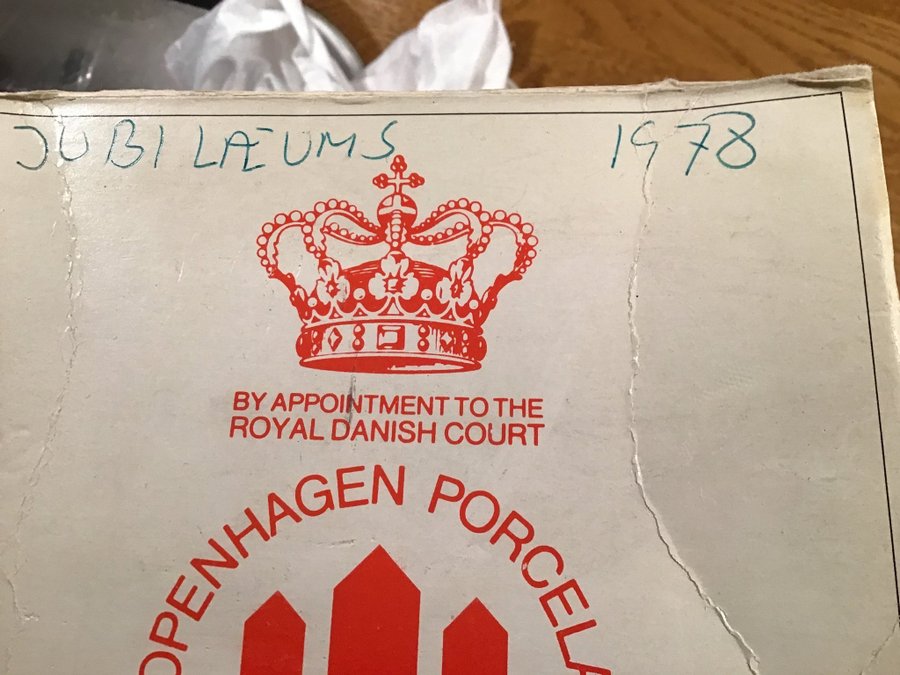 JUBILÆUMS 1978
BY APPOINTMENT TO THE
ROYAL DANISH COURT
OPENHAGEN PORCELA